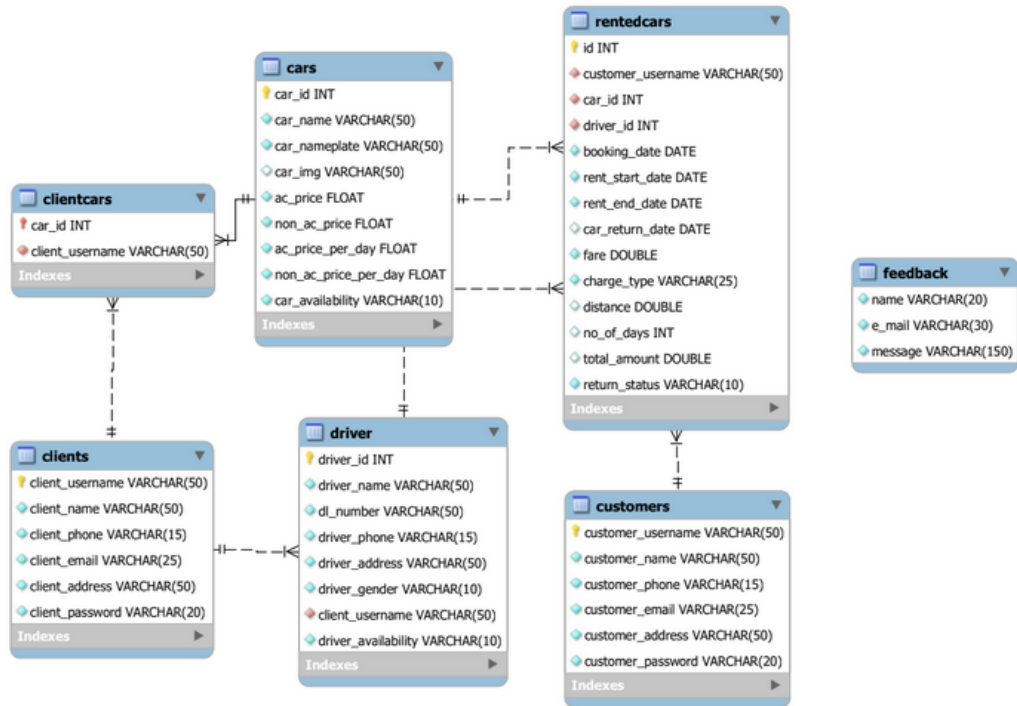 rentedcars
id INT
customer_username VARCHAR(50)
car_id INT
driver_id INT
booking_date DATE
rent_start_date DATE
rent_end_date DATE
car_return_date DATE
fare DOUBLE
charge_type VARCHAR(25)
distance DOUBLE
no_of_days INT
total_amount DOUBLE
return_status VARCHAR(10)
Indexes
cars
car_id INT
car_name VARCHAR(50)
car_nameplate VARCHAR(50)
car_img VARCHAR(50)
ac_price FLOAT
non_ac_price FLOAT
ac_price_per_day FLOAT
non_ac_price_per_day FLOAT
car_availability VARCHAR(10)
Indexes
clientcars
car_id INT
client_username VARCHAR(50)
Indexes
feedback
name VARCHAR(20)
e_mail VARCHAR(30)
message VARCHAR(150)
clients
client_username VARCHAR(50)
client_name VARCHAR(50)
client_phone VARCHAR(15)
client_email VARCHAR(25)
client_address VARCHAR(50)
client_password VARCHAR(20)
Indexes
driver
driver_id INT
driver_name VARCHAR(50)
dl_number VARCHAR(50)
driver_phone VARCHAR(15)
driver_address VARCHAR(50)
driver_gender VARCHAR(10)
client_username VARCHAR(50)
driver_availability VARCHAR(10)
Indexes
customers
customer_username VARCHAR(50)
customer_name VARCHAR(50)
customer_phone VARCHAR(15)
customer_email VARCHAR(25)
customer_address VARCHAR(50)
customer_password VARCHAR(20)
Indexes